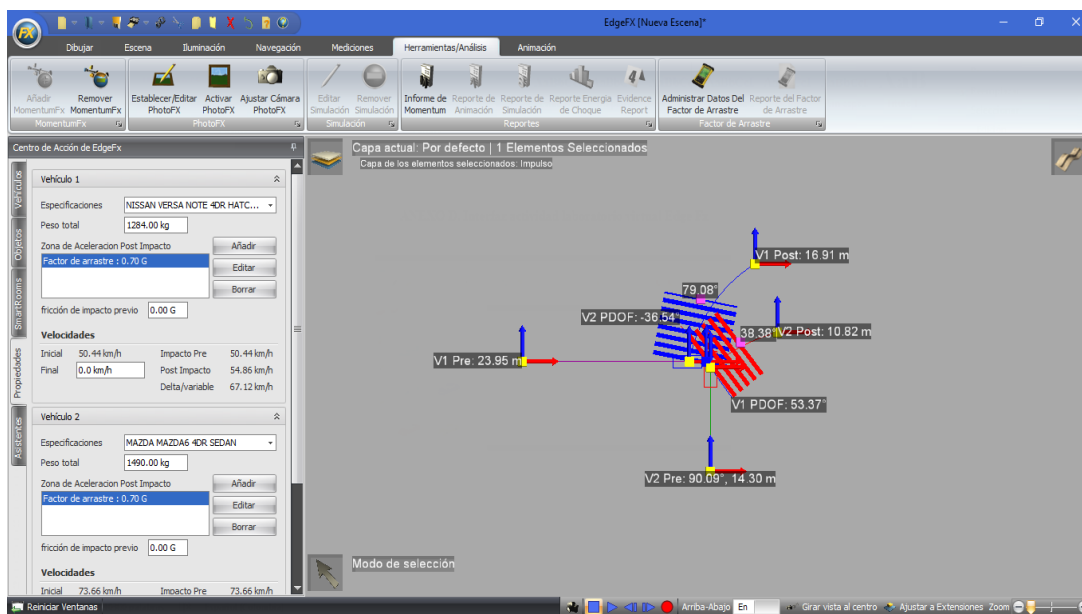 FX
EdgeFX [Nueva Escena]*
Dibujar Escena Iluminación Navegación Mediciones Herramientas/Análisis Animación
Añadir MomentumFx
Remover MomentumFx
Establecer/Editar PhotoFX
Activar PhotoFX
Ajustar Cámara PhotoFX
Editar Simulación
Remover Simulación
Informe de Momentum
Reporte de Animación
Reporte de Simulación
Reporte Energia de Choque
Evidence Report
Administrar Datos Del Factor de Arrastre
Reporte del Factor de Arrastre
MomentumFx PhotoFX Simulación Reportes Factor de Arrastre
Centro de Acción de EdgeFx
Vehículos
Objetos
SmartRooms
Propiedades
Asistentes
Vehículo 1
Especificaciones NISSAN VERSA NOTE 4DR HATC...
Peso total 1284.00 kg
Zona de Aceleracion Post Impacto Añadir
Factor de arrastre : 0.70 G
Editar
Borrar
fricción de impacto previo 0.00 G
Velocidades
Inicial 50.44 km/h Impacto Pre 50.44 km/h
Final 0.0 km/h Post Impacto 54.86 km/h
Delta/variable 67.12 km/h
Vehículo 2
Especificaciones MAZDA MAZDA6 4DR SEDAN
Peso total 1490.00 kg
Zona de Aceleracion Post Impacto Añadir
Factor de arrastre : 0.70 G
Editar
Borrar
fricción de impacto previo 0.00 G
Velocidades
Inicial 73.66 km/h Impacto Pre 73.66 km/h
Capa actual: Por defecto | 1 Elementos Seleccionados
Capa de los elementos seleccionados: Impulso
V1 Post: 16.91 m
79.08°
V2 PDOF: -36.54°
38.38°
V2 Post: 10.82 m
V1 Pre: 23.95 m
V1 PDOF: 53.37°
V2 Pre: 90.09°, 14.30 m
Modo de selección
Reiniciar Ventanas Arriba-Abajo En Girar vista al centro Ajustar a Extensiones Zoom